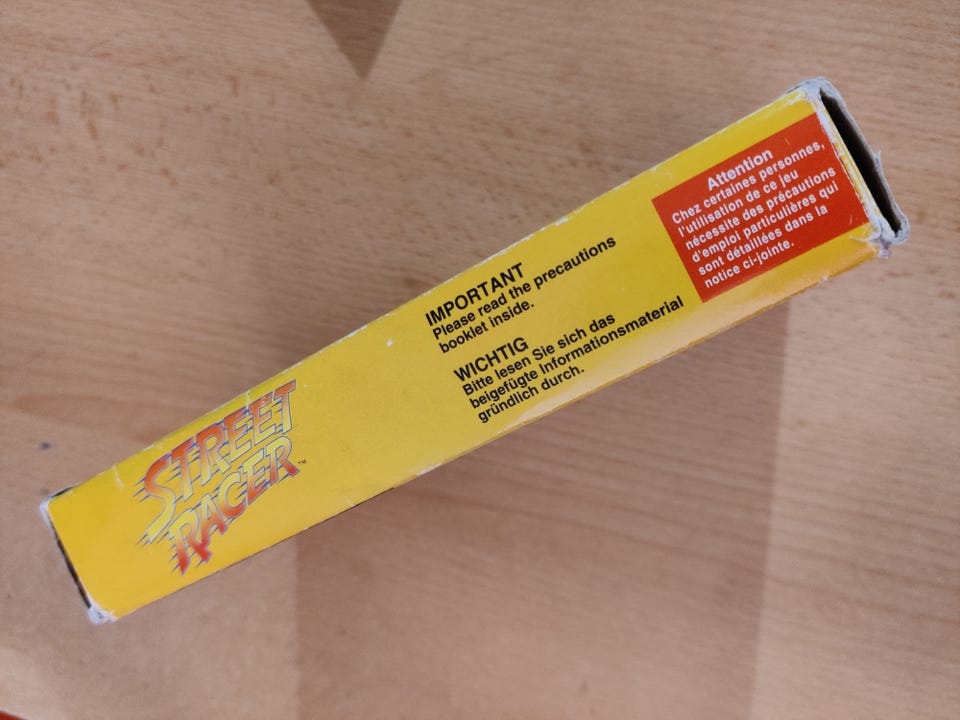 STREET
RACER™
IMPORTANT
Please read the precautions
booklet inside.
WICHTIG
Bitte lesen Sie sich das
beigefügte Informationsmaterial
gründlich durch.
Attention
Chez certaines personnes,
l'utilisation de ce jeu
nécessite des précautions
d'emploi particulières qui
sont détaillées dans la
notice ci-jointe.